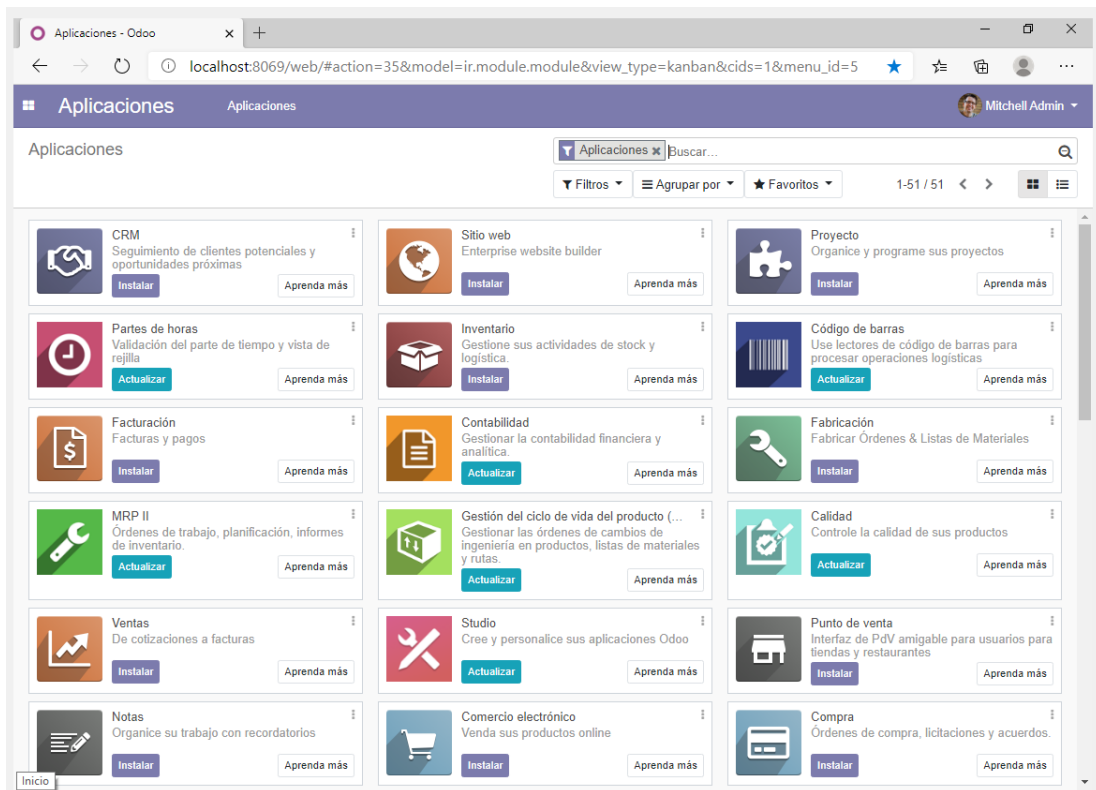 Aplicaciones - Odoo
localhost:8069/web/#action=35&model=ir.module.module&view_type=kanban&cids=1&menu_id=5
Aplicaciones Aplicaciones Mitchell Admin
Aplicaciones
Aplicaciones Buscar...
Filtros Agrupar por Favoritos 1-51 / 51
CRM
Seguimiento de clientes potenciales y
oportunidades próximas
Instalar Aprenda más
Sitio web
Enterprise website builder
Instalar Aprenda más
Proyecto
Organice y programe sus proyectos
Instalar Aprenda más
Partes de horas
Validación del parte de tiempo y vista de
rejilla
Actualizar Aprenda más
Inventario
Gestione sus actividades de stock y
logística.
Instalar Aprenda más
Código de barras
Use lectores de código de barras para
procesar operaciones logísticas
Actualizar Aprenda más
Facturación
Facturas y pagos
Instalar Aprenda más
Contabilidad
Gestionar la contabilidad financiera y
analítica.
Actualizar Aprenda más
Fabricación
Fabricar Órdenes & Listas de Materiales
Instalar Aprenda más
MRP II
Órdenes de trabajo, planificación, informes
de inventario.
Actualizar Aprenda más
Gestión del ciclo de vida del producto (...
Gestionar las órdenes de cambios de
ingeniería en productos, listas de materiales
y rutas.
Actualizar Aprenda más
Calidad
Controle la calidad de sus productos
Actualizar Aprenda más
Ventas
De cotizaciones a facturas
Instalar Aprenda más
Studio
Cree y personalice sus aplicaciones Odoo
Actualizar Aprenda más
Punto de venta
Interfaz de PdV amigable para usuarios para
tiendas y restaurantes
Instalar Aprenda más
Notas
Organice su trabajo con recordatorios
Instalar Aprenda más
Comercio electrónico
Venda sus productos online
Instalar Aprenda más
Compra
Órdenes de compra, licitaciones y acuerdos.
Instalar Aprenda más
Inicio